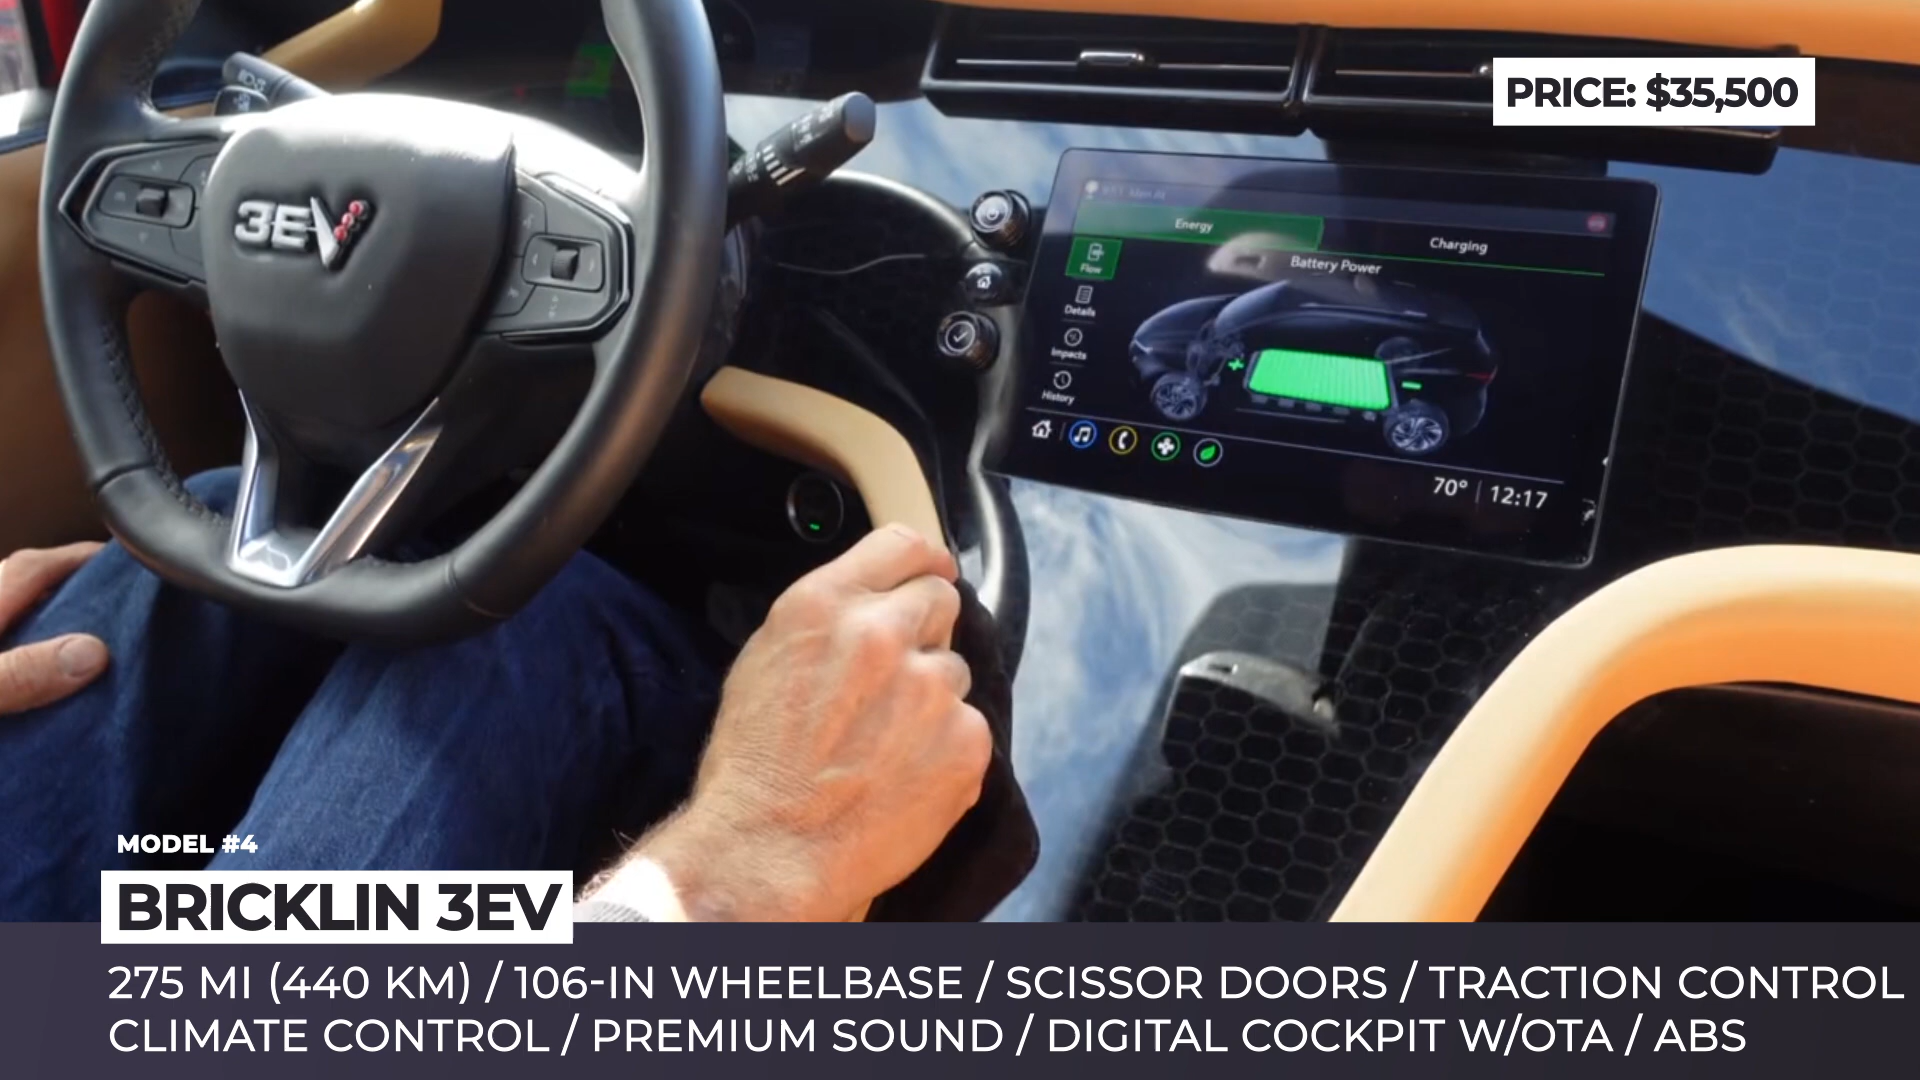 PRICE: $35,500
3EV
Energy
Charging
Battery Power
Flow
Details
Impacts
History
70° | 12:17
MODEL #4
BRICKLIN 3EV
275 MI (440 KM) / 106-IN WHEELBASE / SCISSOR DOORS / TRACTION CONTROL
CLIMATE CONTROL / PREMIUM SOUND / DIGITAL COCKPIT W/OTA / ABS